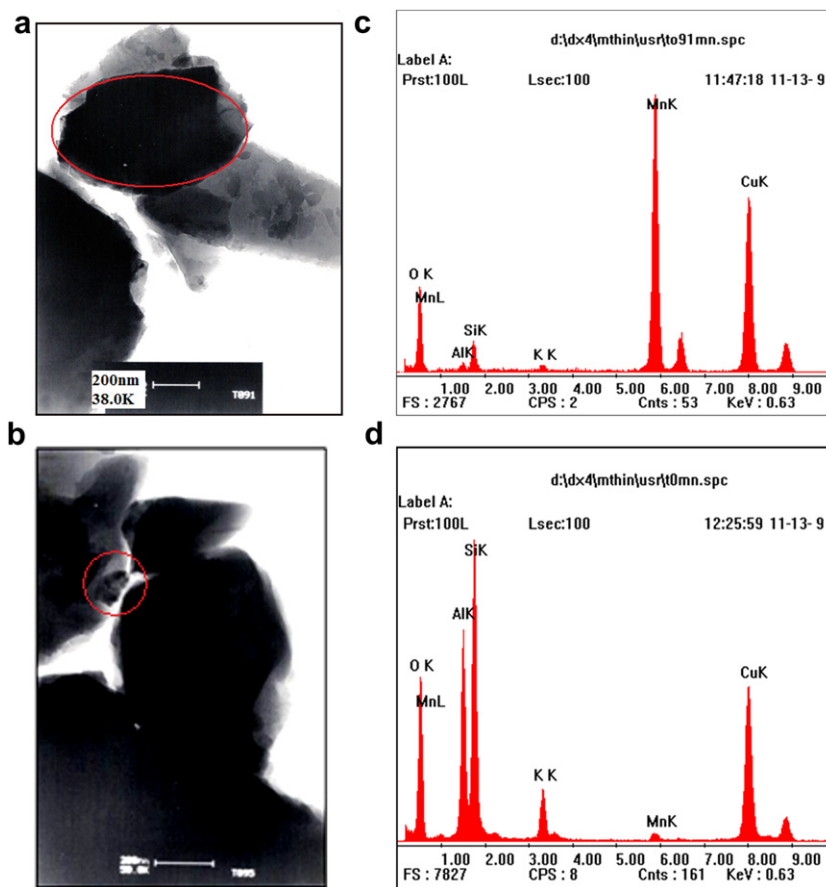 a
200nm
38.0K
T091
b
200nm
50.0K
T095
c
d:\dx4\mthin\usr\to91mn.spc
Label A:
Prst:100L Lsec:100 11:47:18 11-13- 9
MnK
CuK
O K
MnL
SiK
AlK
K K
1.00 2.00 3.00 4.00 5.00 6.00 7.00 8.00 9.00
FS : 2767 CPS : 2 Cnts : 53 KeV : 0.63
d
d:\dx4\mthin\usr\t0mn.spc
Label A:
Prst:100L Lsec:100 12:25:59 11-13- 9
SiK
AlK
O K
CuK
MnL
K K
MnK
1.00 2.00 3.00 4.00 5.00 6.00 7.00 8.00 9.00
FS : 7827 CPS : 8 Cnts : 161 KeV : 0.63